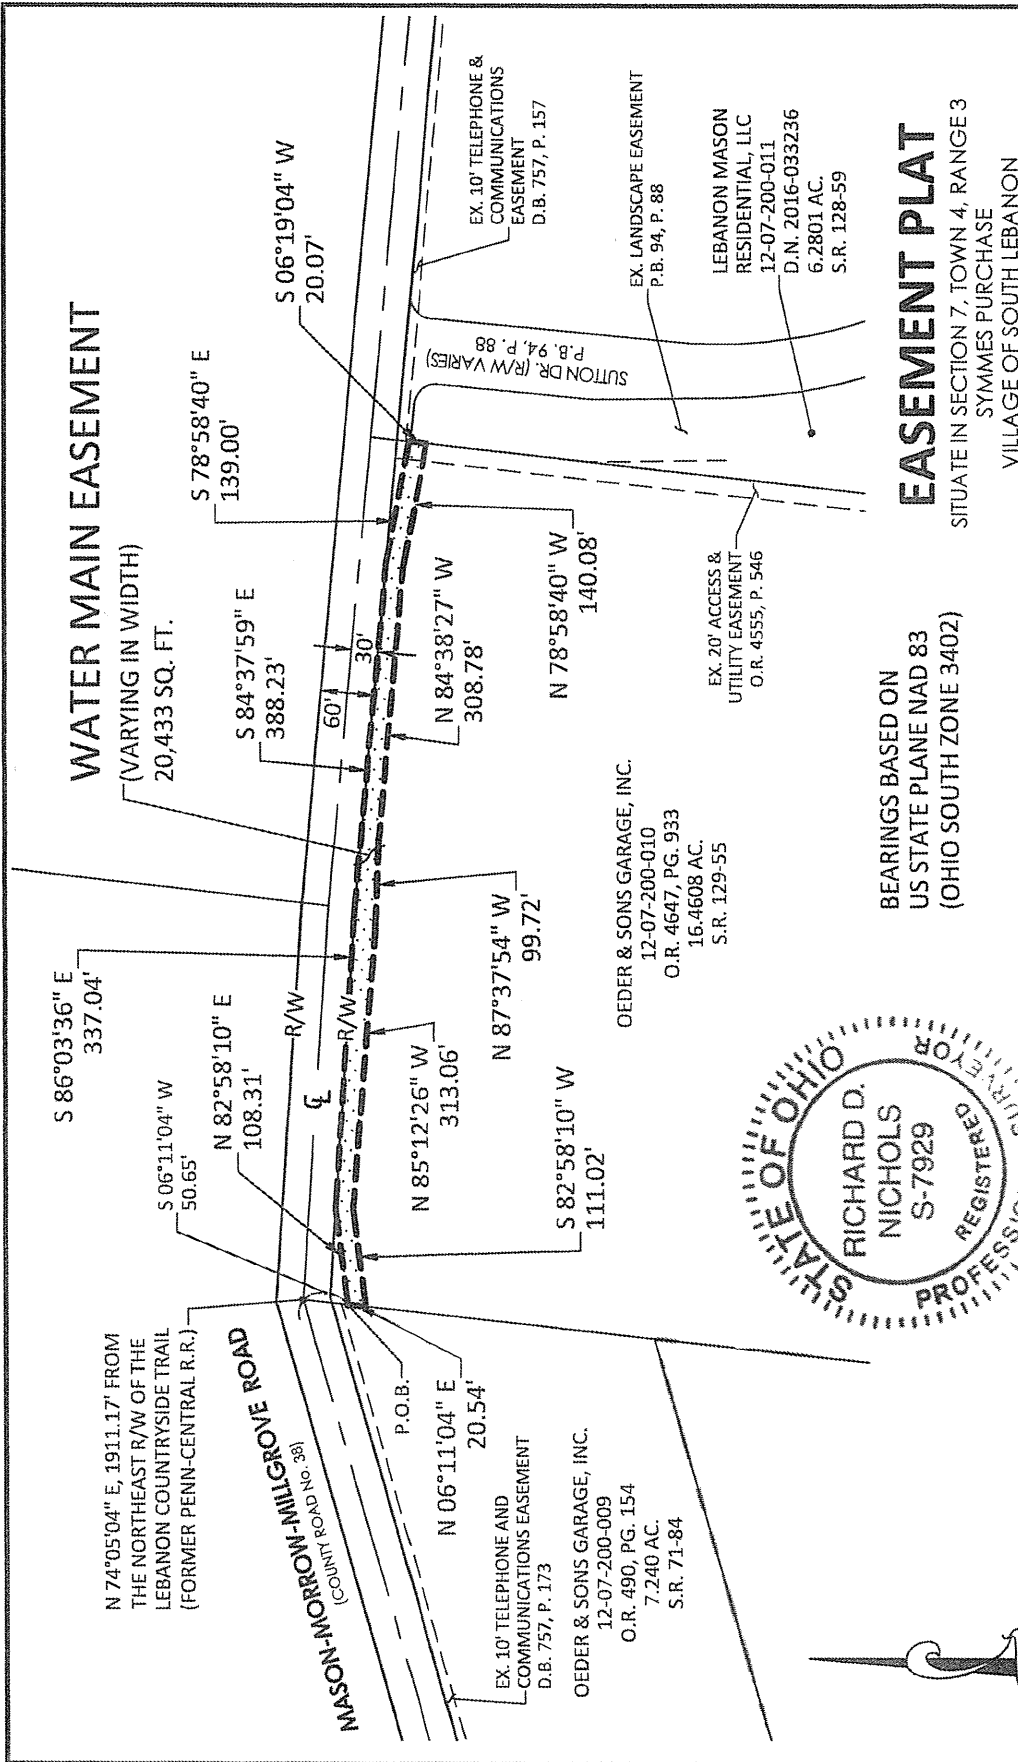 WATER MAIN EASEMENT
(VARYING IN WIDTH)
20,433 SQ. FT.
N 74°05'04" E, 1911.17' FROM
THE NORTHEAST R/W OF THE
LEBANON COUNTRYSIDE TRAIL
(FORMER PENN-CENTRAL R.R.)
S 06°11'04" W
50.65'
N 82°58'10" E
108.31'
S 86°03'36" E
337.04'
S 84°37'59" E
388.23'
S 78°58'40" E
139.00'
S 06°19'04" W
20.07'
MASON-MORROW-MILLGROVE ROAD
(COUNTY ROAD No. 38)
R/W
℄
R/W
60'
30'
P.O.B.
N 06°11'04" E
20.54'
S 82°58'10" W
111.02'
N 85°12'26" W
313.06'
N 87°37'54" W
99.72'
N 84°38'27" W
308.78'
N 78°58'40" W
140.08'
EX. 10' TELEPHONE &
COMMUNICATIONS
EASEMENT
D.B. 757, P. 157
SUTTON DR. (R/W VARIES)
P.B. 94, P. 88
EX. LANDSCAPE EASEMENT
P.B. 94, P. 88
LEBANON MASON
RESIDENTIAL, LLC
12-07-200-011
D.N. 2016-033236
6.2801 AC.
S.R. 128-59
EX. 20' ACCESS &
UTILITY EASEMENT
O.R. 4555, P. 546
EX. 10' TELEPHONE AND
COMMUNICATIONS EASEMENT
D.B. 757, P. 173
OEDER & SONS GARAGE, INC.
12-07-200-009
O.R. 490, PG. 154
7.240 AC.
S.R. 71-84
OEDER & SONS GARAGE, INC.
12-07-200-010
O.R. 4647, PG. 933
16.4608 AC.
S.R. 129-55
STATE OF OHIO
RICHARD D.
NICHOLS
S-7929
REGISTERED
SURVEYOR
BEARINGS BASED ON
US STATE PLANE NAD 83
(OHIO SOUTH ZONE 3402)
EASEMENT PLAT
SITUATE IN SECTION 7, TOWN 4, RANGE 3
SYMMES PURCHASE
VILLAGE OF SOUTH LEBANON